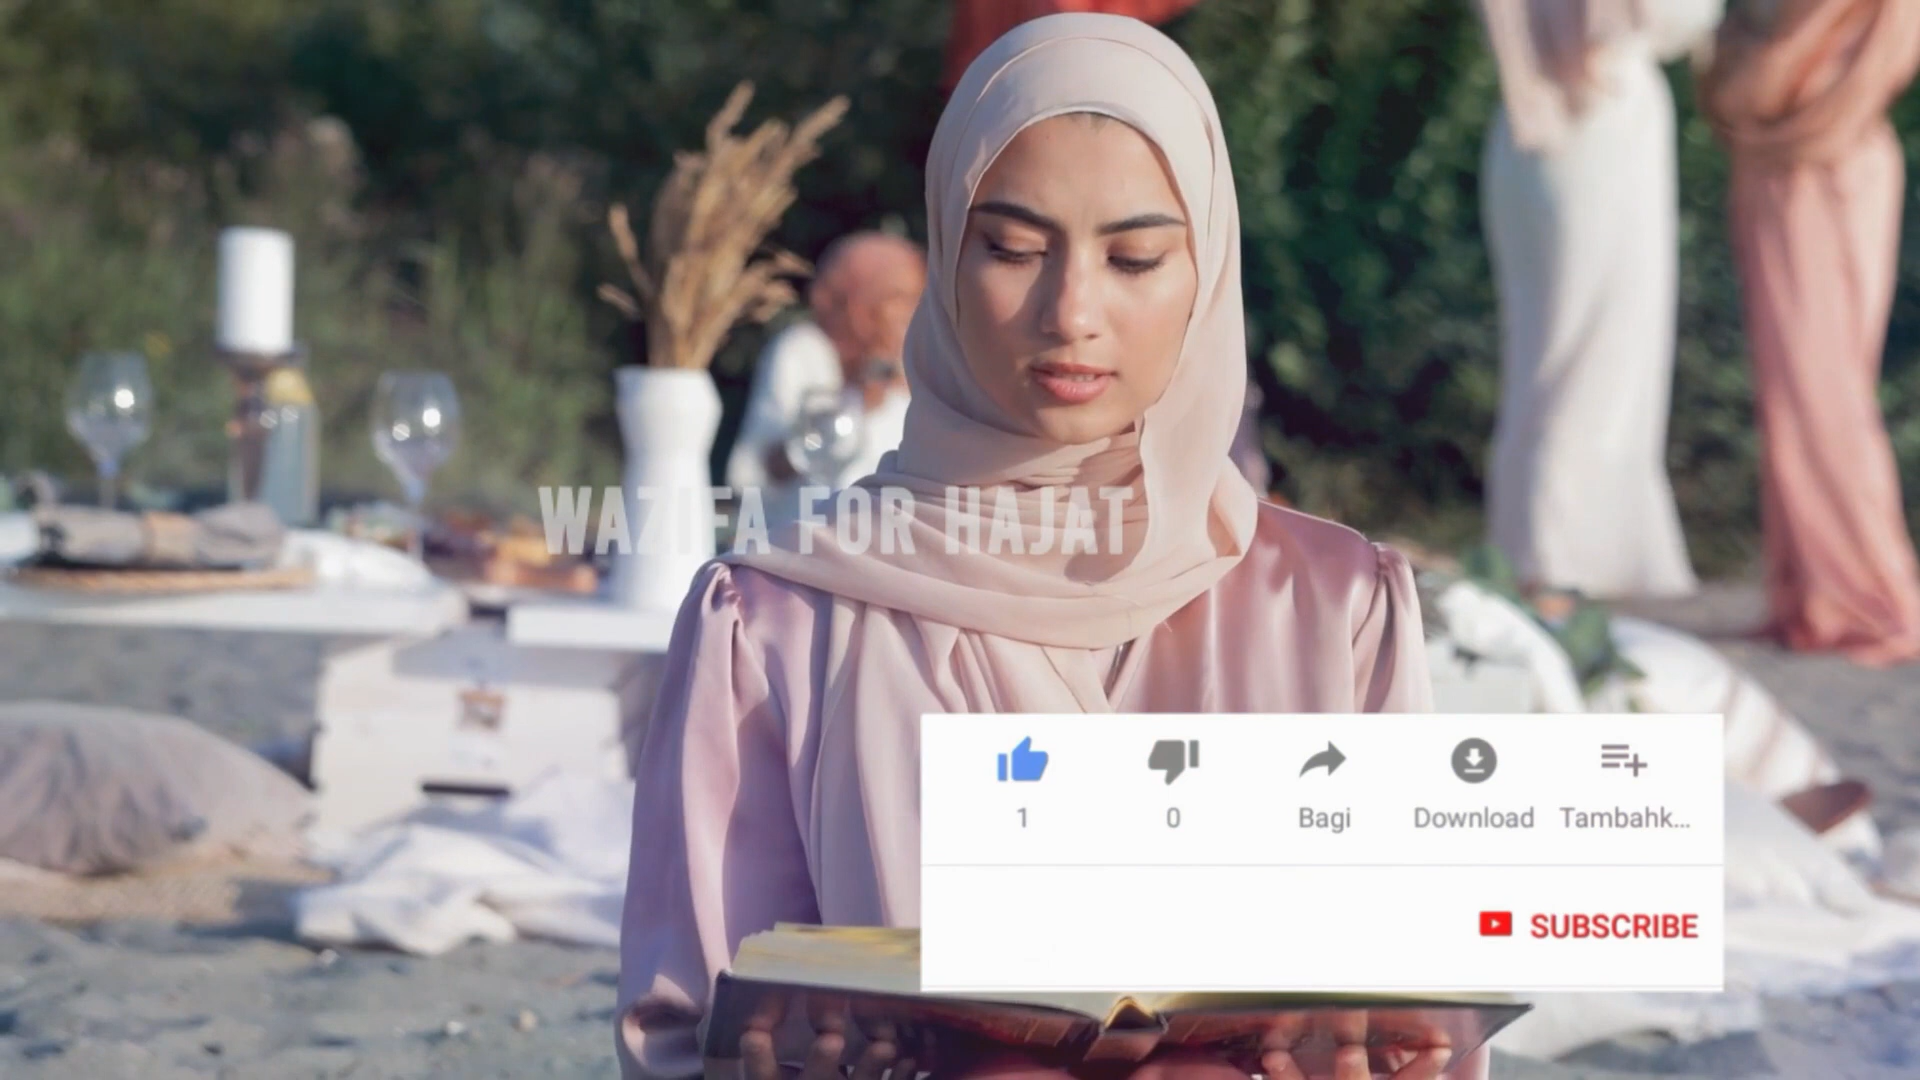 WAZIFA FOR HAJAT
1
0
Bagi
Download
Tambahk...
SUBSCRIBE